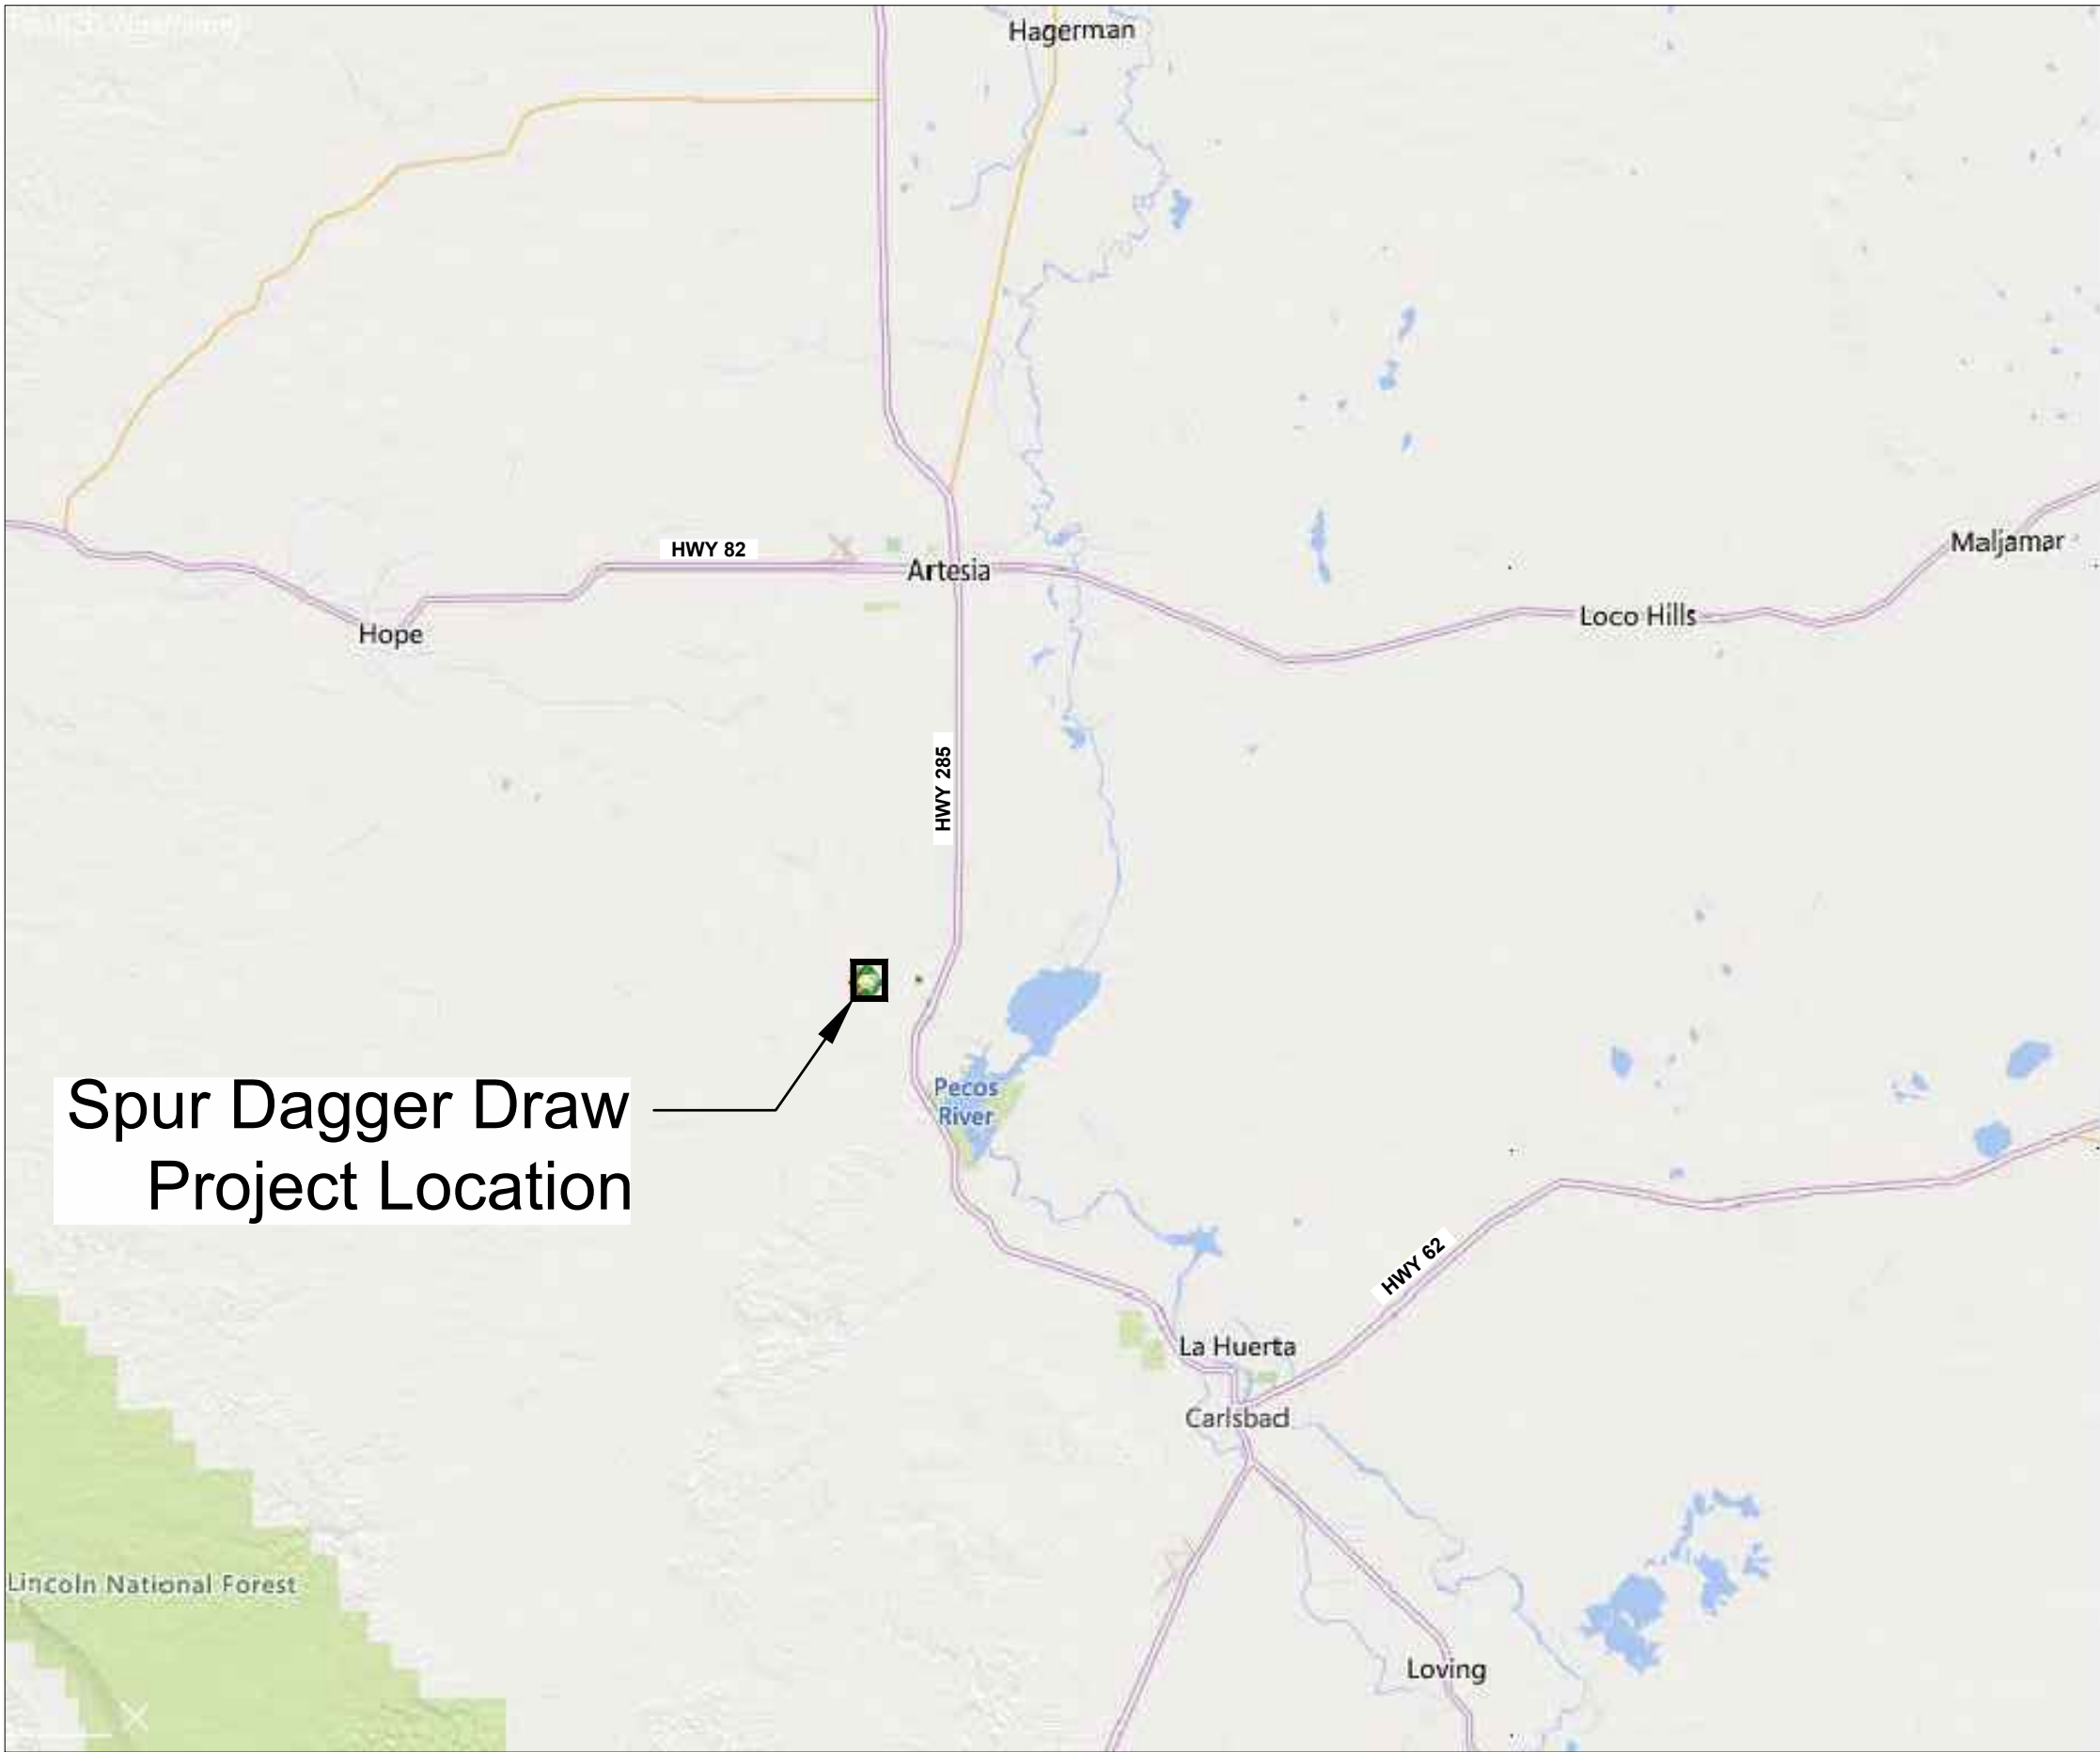 Hagerman
HWY 82
Artesia
Maljamar
Loco Hills
Hope
HWY 285
Pecos
River
Spur Dagger Draw
Project Location
HWY 62
La Huerta
Carlsbad
Lincoln National Forest
Loving